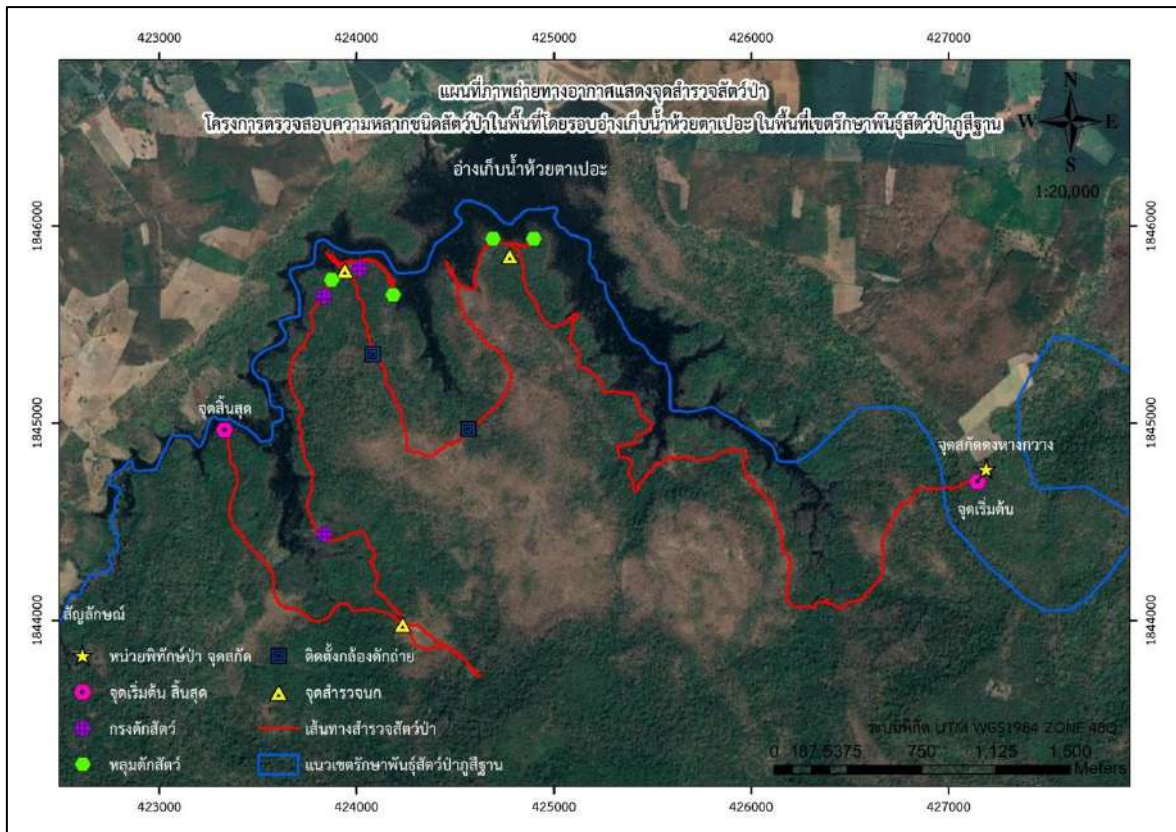 423000 424000 425000 426000 427000
แผนที่ภาพถ่ายทางอากาศแสดงจุดสำรวจสัตว์ป่า
โครงการตรวจสอบความหลากชนิดสัตว์ป่าในพื้นที่โดยรอบอ่างเก็บน้ำห้วยตาเปอะ ในพื้นที่เขตรักษาพันธุ์สัตว์ป่าภูสีฐาน
N
W E
S
1:20,000
อ่างเก็บน้ำห้วยตาเปอะ
1846000 1846000
จุดสิ้นสุด
1845000 1845000
จุดสกัดดงหางกวาง
จุดเริ่มต้น
1844000 1844000
สัญลักษณ์
หน่วยพิทักษ์ป่า จุดสกัด ติดตั้งกล้องดักถ่าย
จุดเริ่มต้น สิ้นสุด จุดสำรวจนก
กรงดักสัตว์ เส้นทางสำรวจสัตว์ป่า
หลุมดักสัตว์ แนวเขตรักษาพันธุ์สัตว์ป่าภูสีฐาน
ระบบพิกัด UTM WGS1984 ZONE 48Q
0 187.5375 750 1,125 1,500
Meters
423000 424000 425000 426000 427000